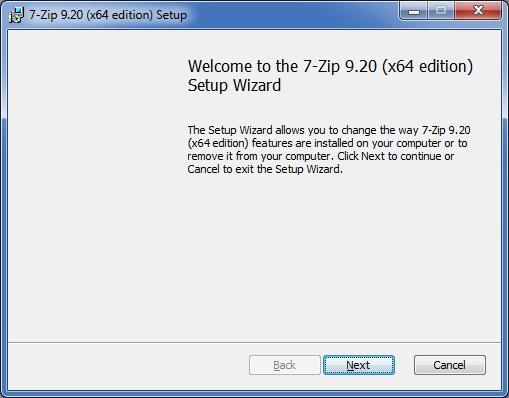 7-Zip 9.20 (x64 edition) Setup
Welcome to the 7-Zip 9.20 (x64 edition)
Setup Wizard
The Setup Wizard allows you to change the way 7-Zip 9.20
(x64 edition) features are installed on your computer or to
remove it from your computer. Click Next to continue or
Cancel to exit the Setup Wizard.
Back
Next
Cancel